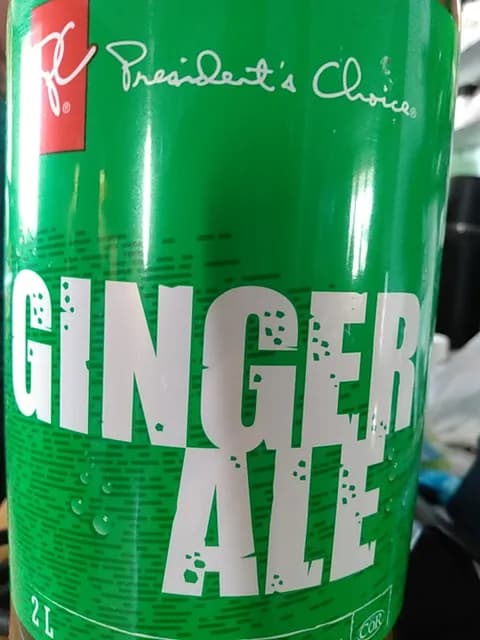 PC®
President's Choice®
GINGER
ALE
2 L
COR